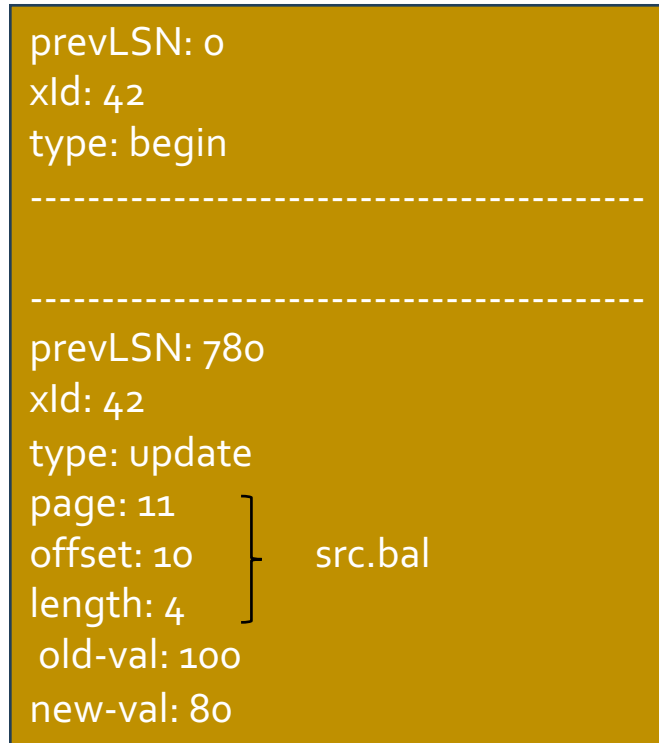 prevLSN: 0
xId: 42
type: begin
-------------------------------------------
-------------------------------------------
prevLSN: 780
xId: 42
type: update
page: 11
offset: 10 src.bal
length: 4
old-val: 100
new-val: 80